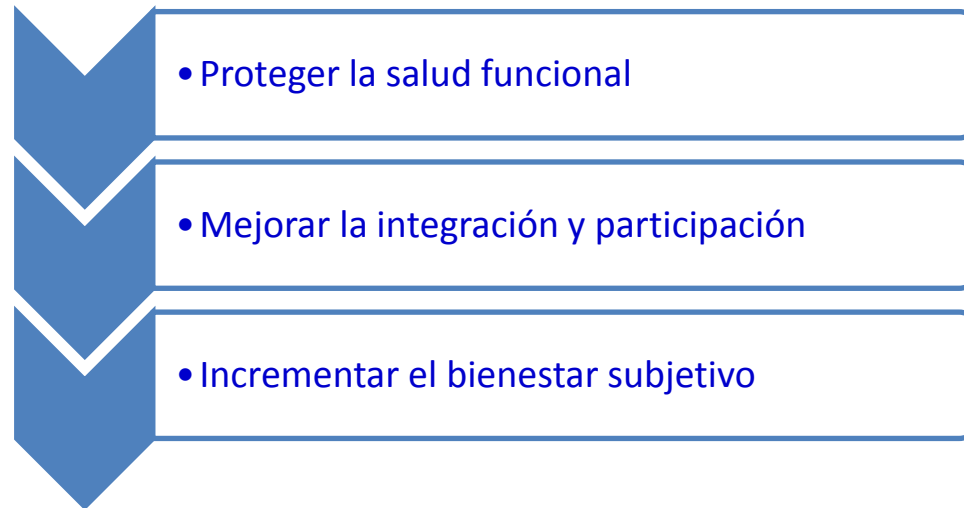 • Proteger la salud funcional
• Mejorar la integración y participación
• Incrementar el bienestar subjetivo